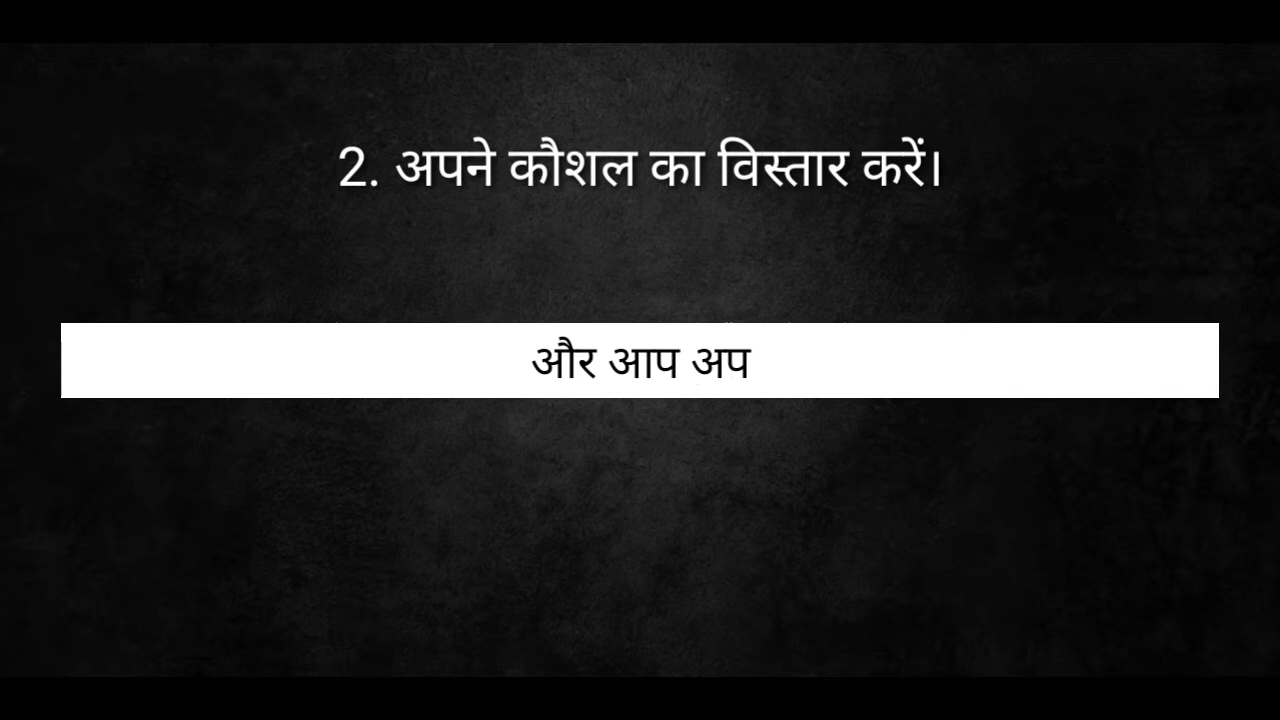 2. अपने कौशल का विस्तार करें।
और आप अप